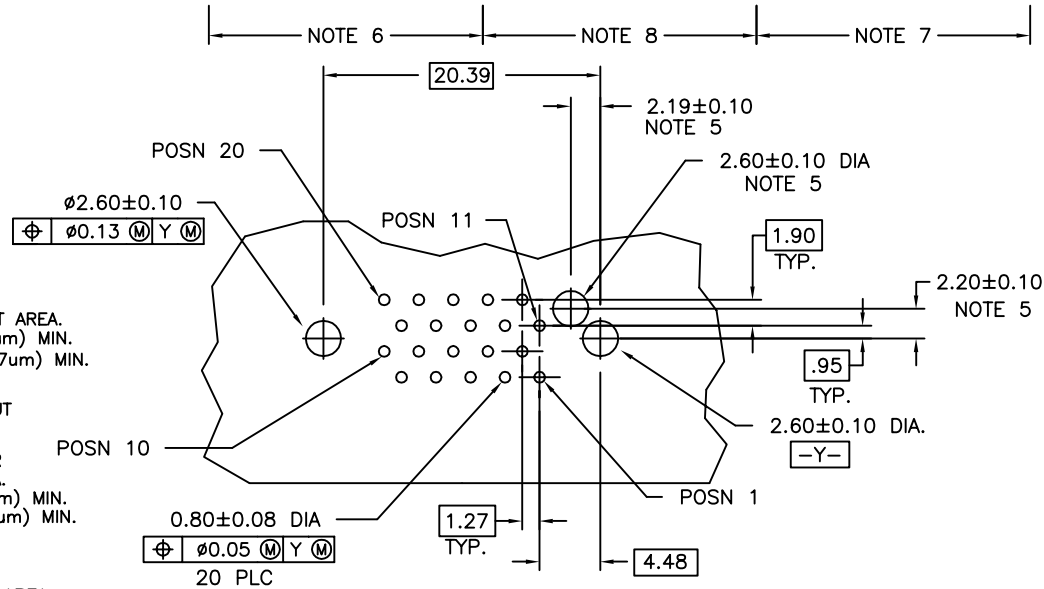 NOTE 6
NOTE 8
NOTE 7
20.39
2.19±0.10
NOTE 5
POSN 20
2.60±0.10 DIA
NOTE 5
ø2.60±0.10
⌖ ø0.13 Ⓜ Y Ⓜ
POSN 11
1.90
TYP.
2.20±0.10
NOTE 5
T AREA.
m) MIN.
7um) MIN.
.95
TYP.
UT
POSN 10
2.60±0.10 DIA.
-Y-
m) MIN.
um) MIN.
POSN 1
0.80±0.08 DIA
⌖ ø0.05 Ⓜ Y Ⓜ
20 PLC
1.27
TYP.
4.48